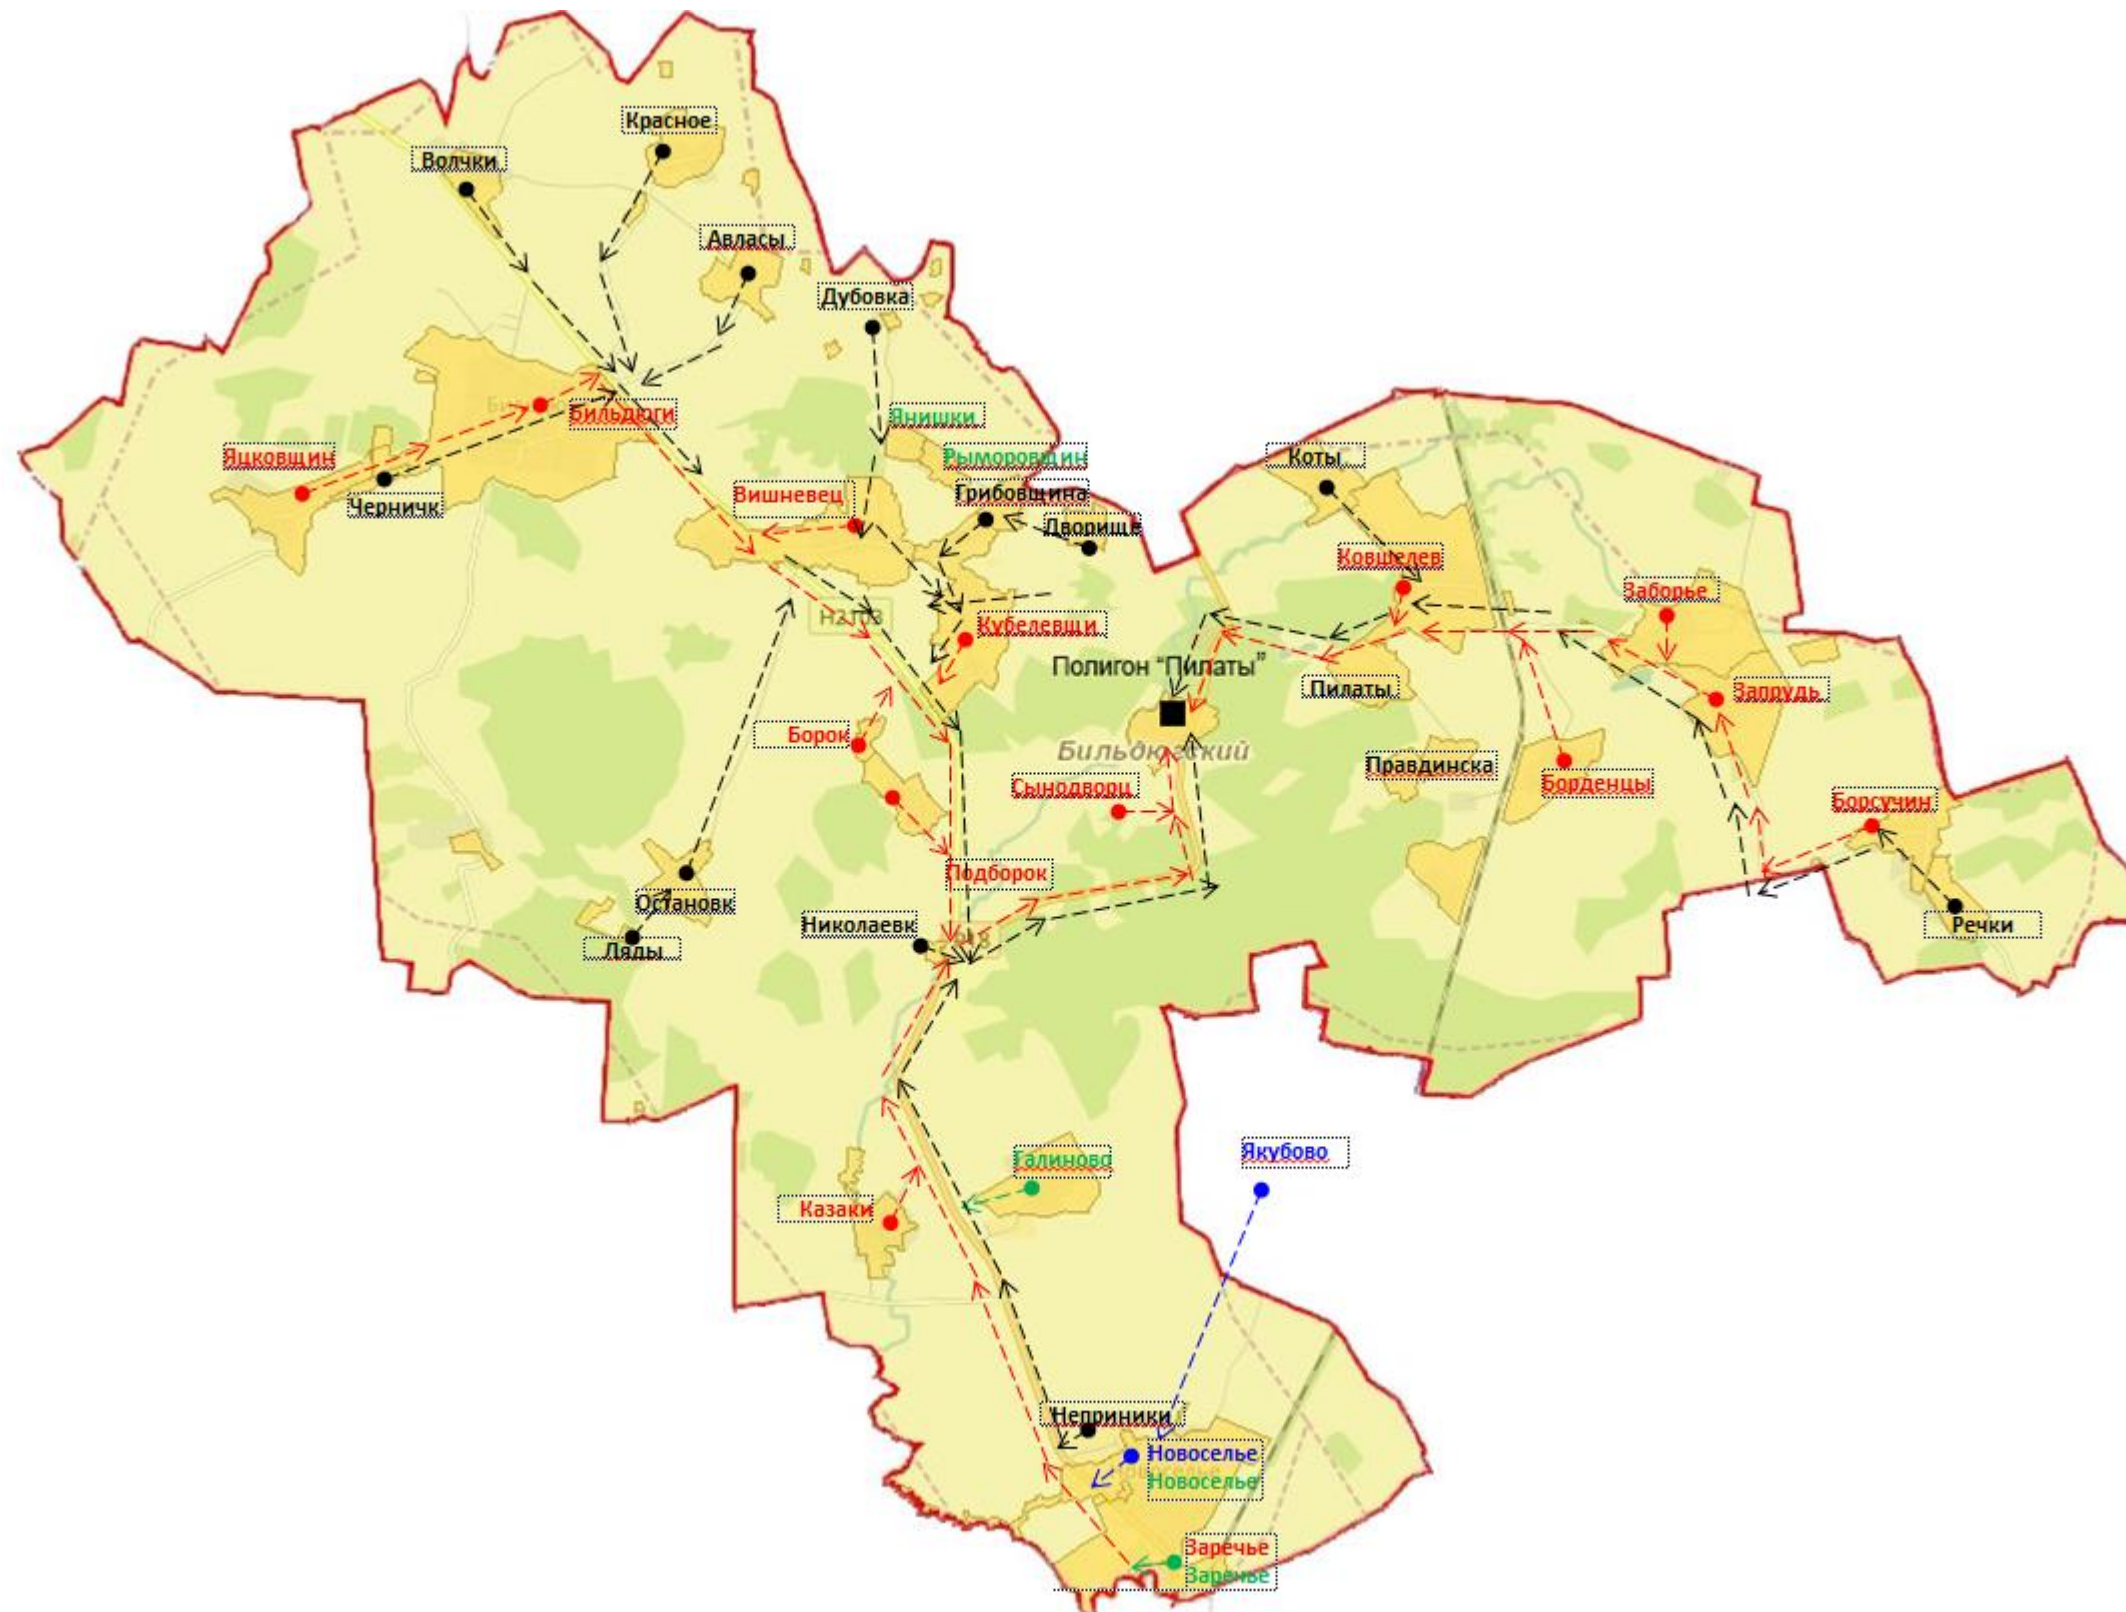 Красное
Волчки
Авласы
Дубовка
Янишки
Бильдюги
Рыморовщин
Яцковщин
Коты
Вишневец
Грибовщина
Черничк
Дворище
Ковшелев
Заборье
Н2103
Кубелевщи
Полигон “Пилаты”
Пилаты
Запрудь
Борок
Бильдюгский
Правдинска
Борденцы
Сынодворц
Борсучин
Подборок
Остановк
Николаевк
Речки
Ляды
Якубово
Галиново
Казаки
Неприники
Новоселье
Новоселье
Заречье
Заречье